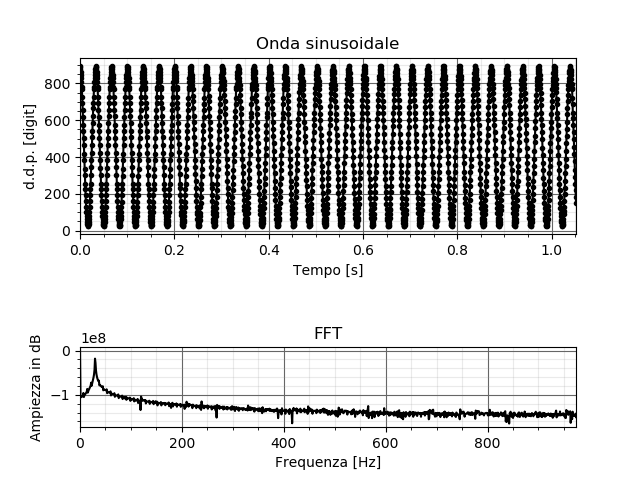 Onda sinusoidale
d.d.p. [digit]
800
600
400
200
0
0.0 0.2 0.4 0.6 0.8 1.0
Tempo [s]
FFT
1e8
Ampiezza in dB
0
−1
0 200 400 600 800
Frequenza [Hz]